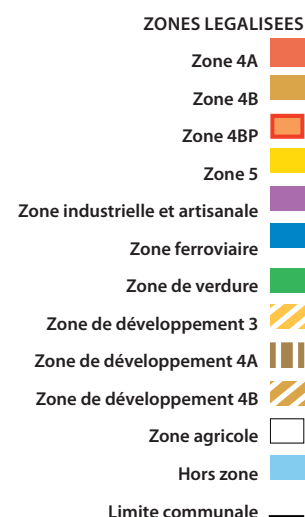 ZONES LEGALISEES
Zone 4A
Zone 4B
Zone 4BP
Zone 5
Zone industrielle et artisanale
Zone ferroviaire
Zone de verdure
Zone de développement 3
Zone de développement 4A
Zone de développement 4B
Zone agricole
Hors zone
Limite communale